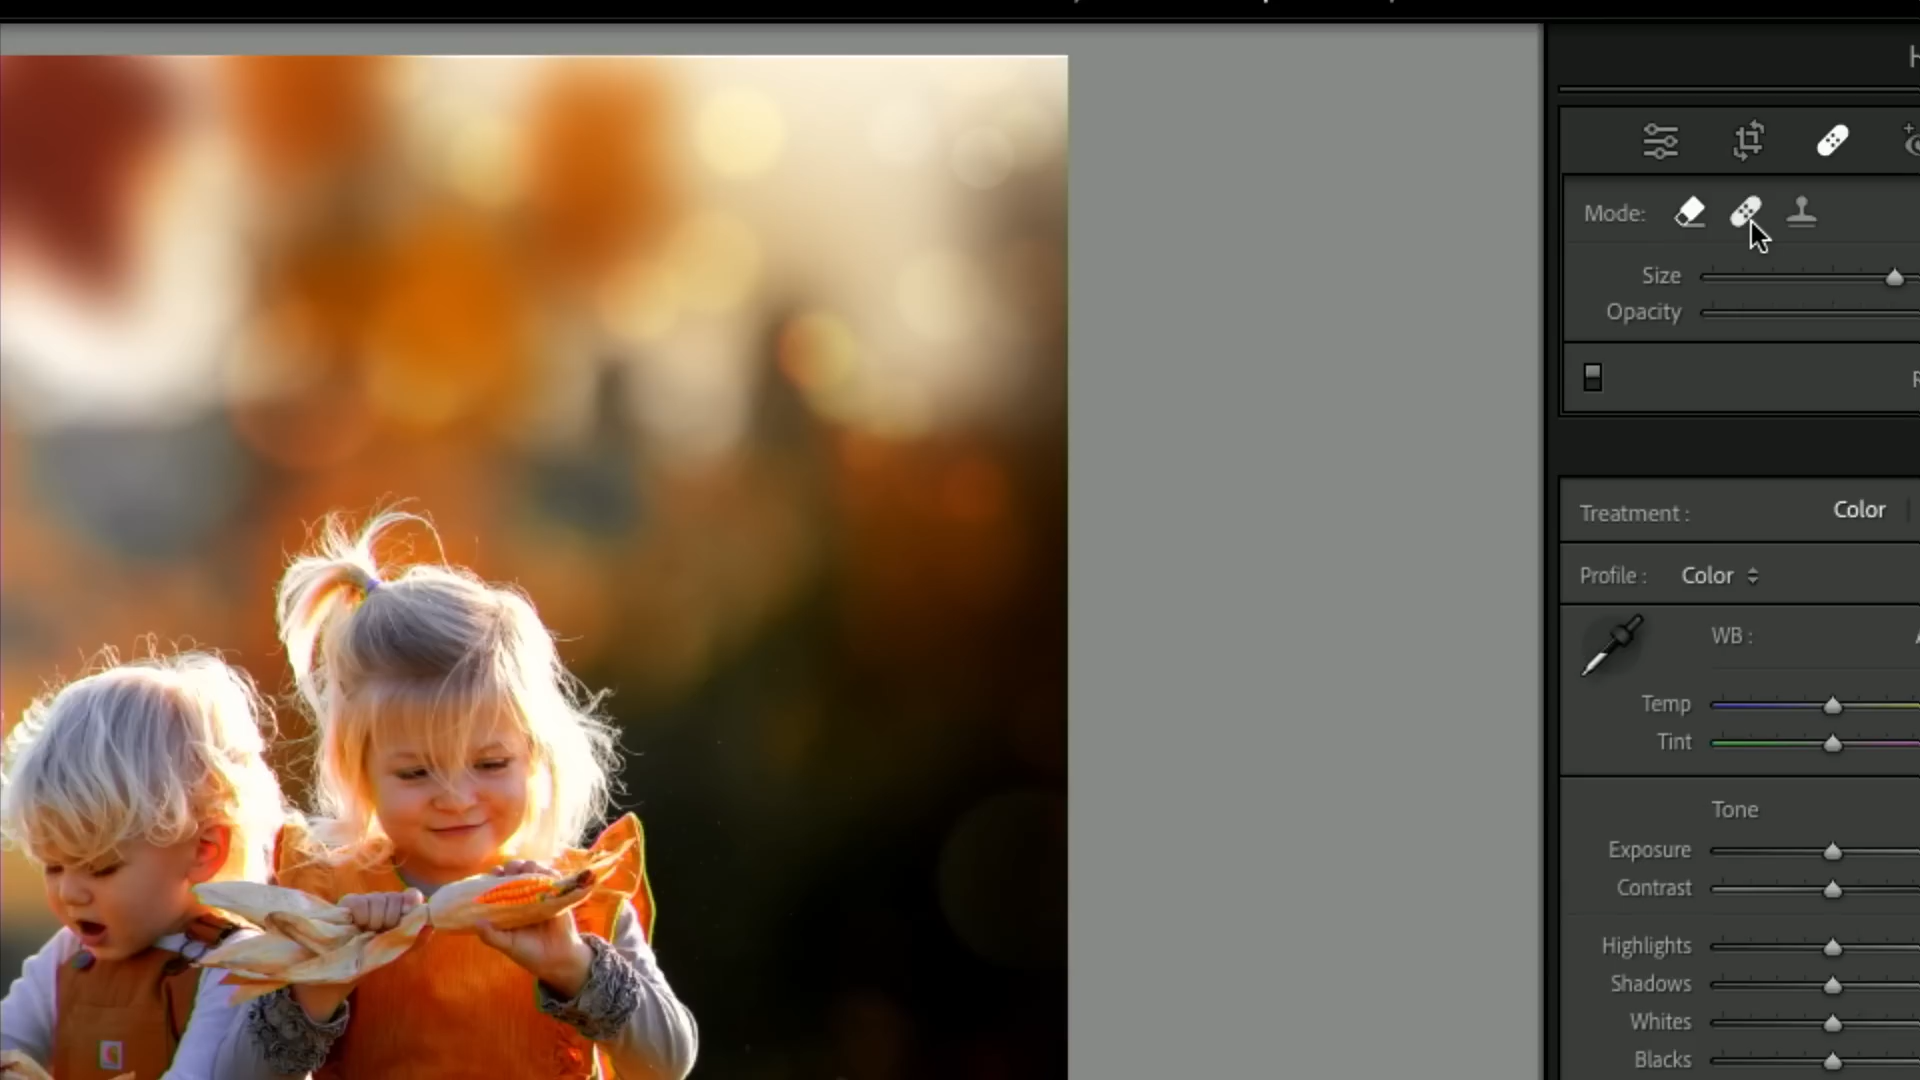 Mode:
Size
Opacity
Treatment :
Color
Profile :
Color
WB :
Temp
Tint
Tone
Exposure
Contrast
Highlights
Shadows
Whites
Blacks